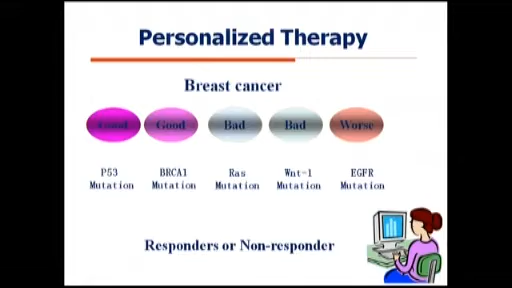 Personalized Therapy
Breast cancer
Good Good Bad Bad Worse
P53 BRCA1 Ras Wnt-1 EGFR
Mutation Mutation Mutation Mutation Mutation
Responders or Non-responder